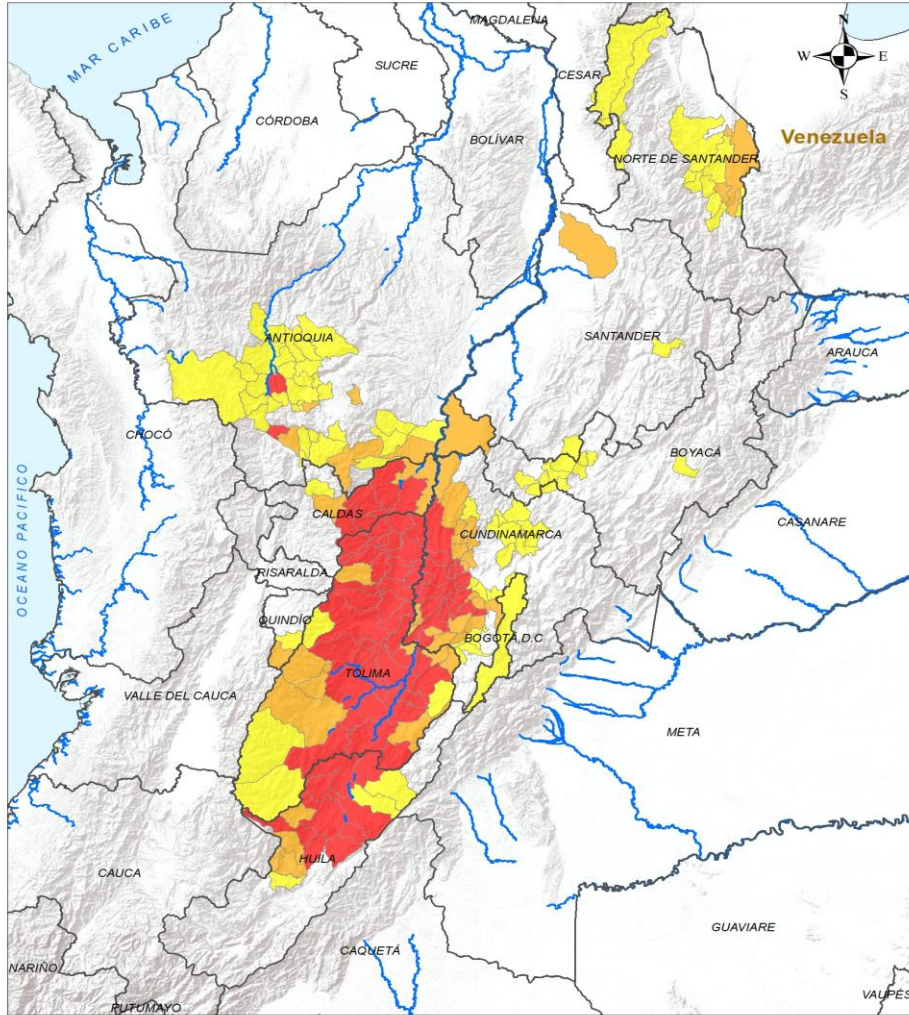 MAGDALENA
N
MAR CARIBE
SUCRE
CESAR
W
E
S
CÓRDOBA
BOLÍVAR
Venezuela
NORTE DE SANTANDER
ANTIOQUIA
SANTANDER
ARAUCA
CHOCÓ
BOYACÁ
OCEANO PACIFICO
CALDAS
CUNDINAMARCA
CASANARE
RISARALDA
QUINDÍO
BOGOTÁ, D.C
TOLIMA
VALLE DEL CAUCA
META
HUILA
CAUCA
GUAVIARE
CAQUETÁ
NARIÑO
VAUPÉS
PUTUMAYO